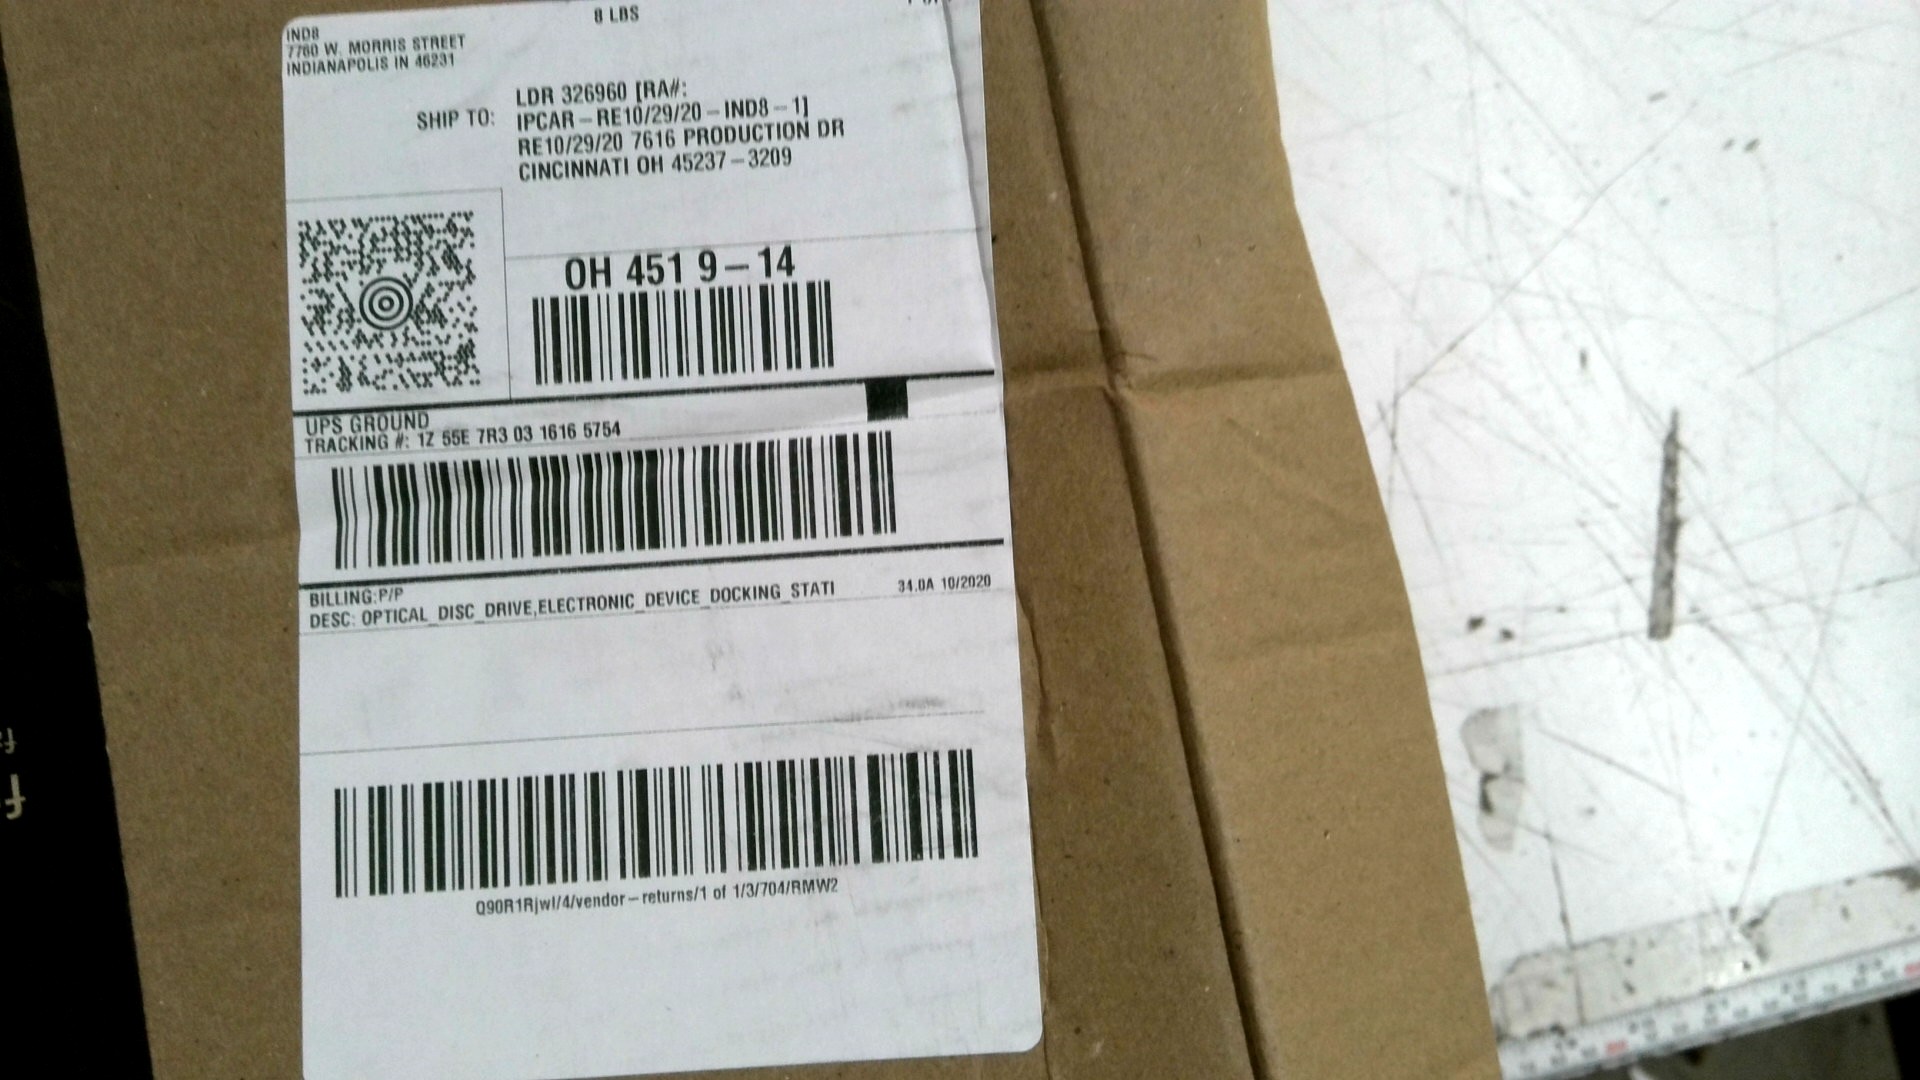 8 LBS
IND8
7760 W. MORRIS STREET
INDIANAPOLIS IN 46231
SHIP TO:
LDR 326960 [RA#:
IPCAR-RE10/29/20-IND8-1]
RE10/29/20 7616 PRODUCTION DR
CINCINNATI OH 45237-3209
OH 451 9-14
UPS GROUND
TRACKING #: 1Z 55E 7R3 03 1616 5754
BILLING:P/P
DESC: OPTICAL_DISC_DRIVE,ELECTRONIC_DEVICE_DOCKING_STATI
34.0A 10/2020
Q90R1Rjwl/4/vendor-returns/1 of 1/3/704/RMW2